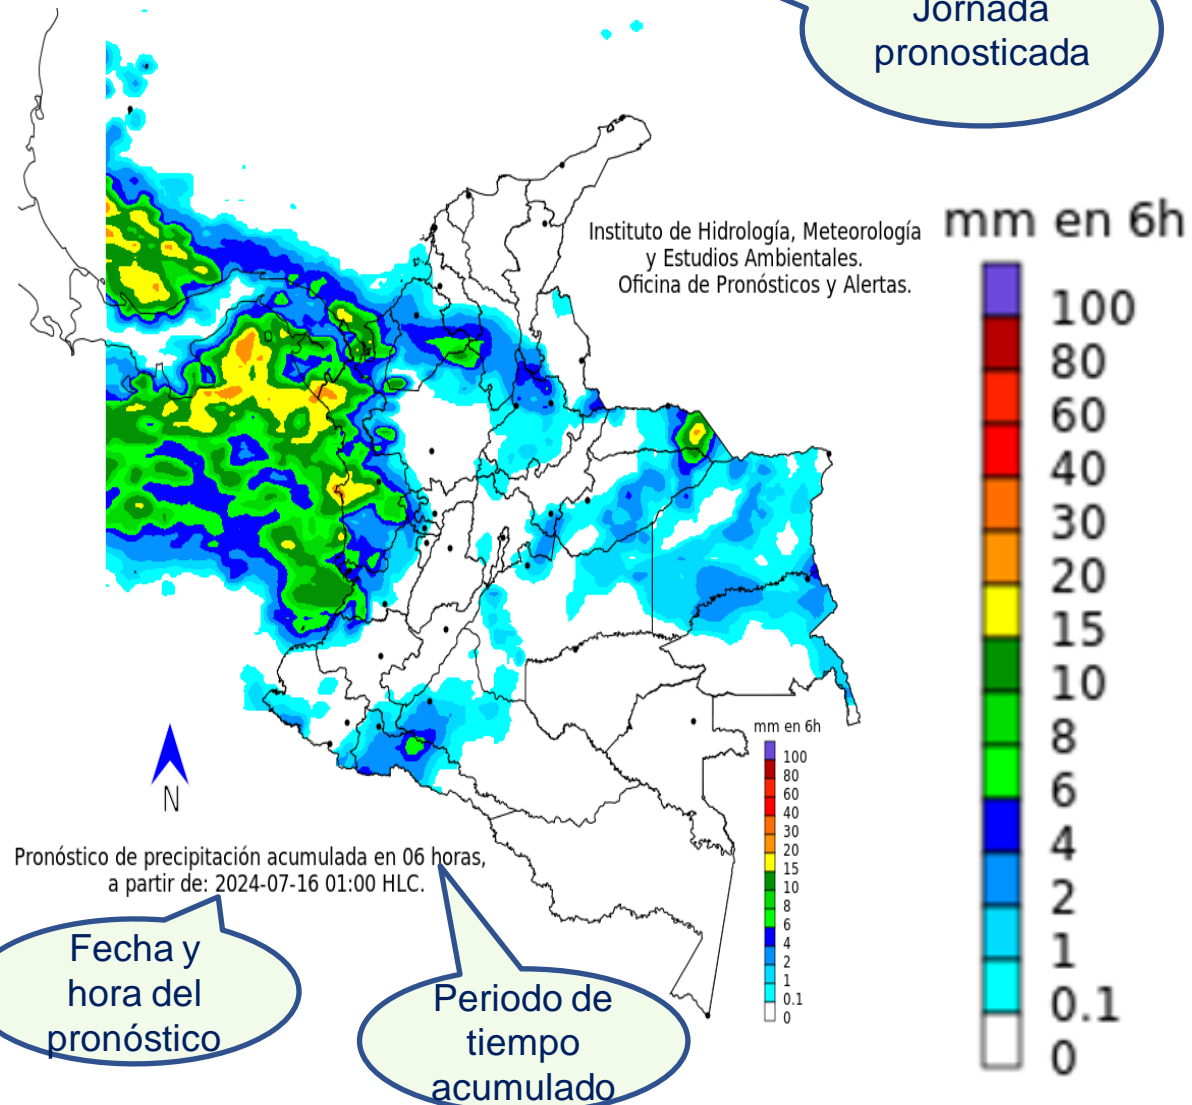 Jornada
pronosticada
Instituto de Hidrología, Meteorología
y Estudios Ambientales.
Oficina de Pronósticos y Alertas.
mm en 6h
100
80
60
40
30
20
15
10
8
6
4
2
1
0.1
0
mm en 6h
100
80
60
40
30
20
15
10
8
6
4
2
1
0.1
0
N
Pronóstico de precipitación acumulada en 06 horas,
a partir de: 2024-07-16 01:00 HLC.
Fecha y
hora del
pronóstico
Periodo de
tiempo
acumulado